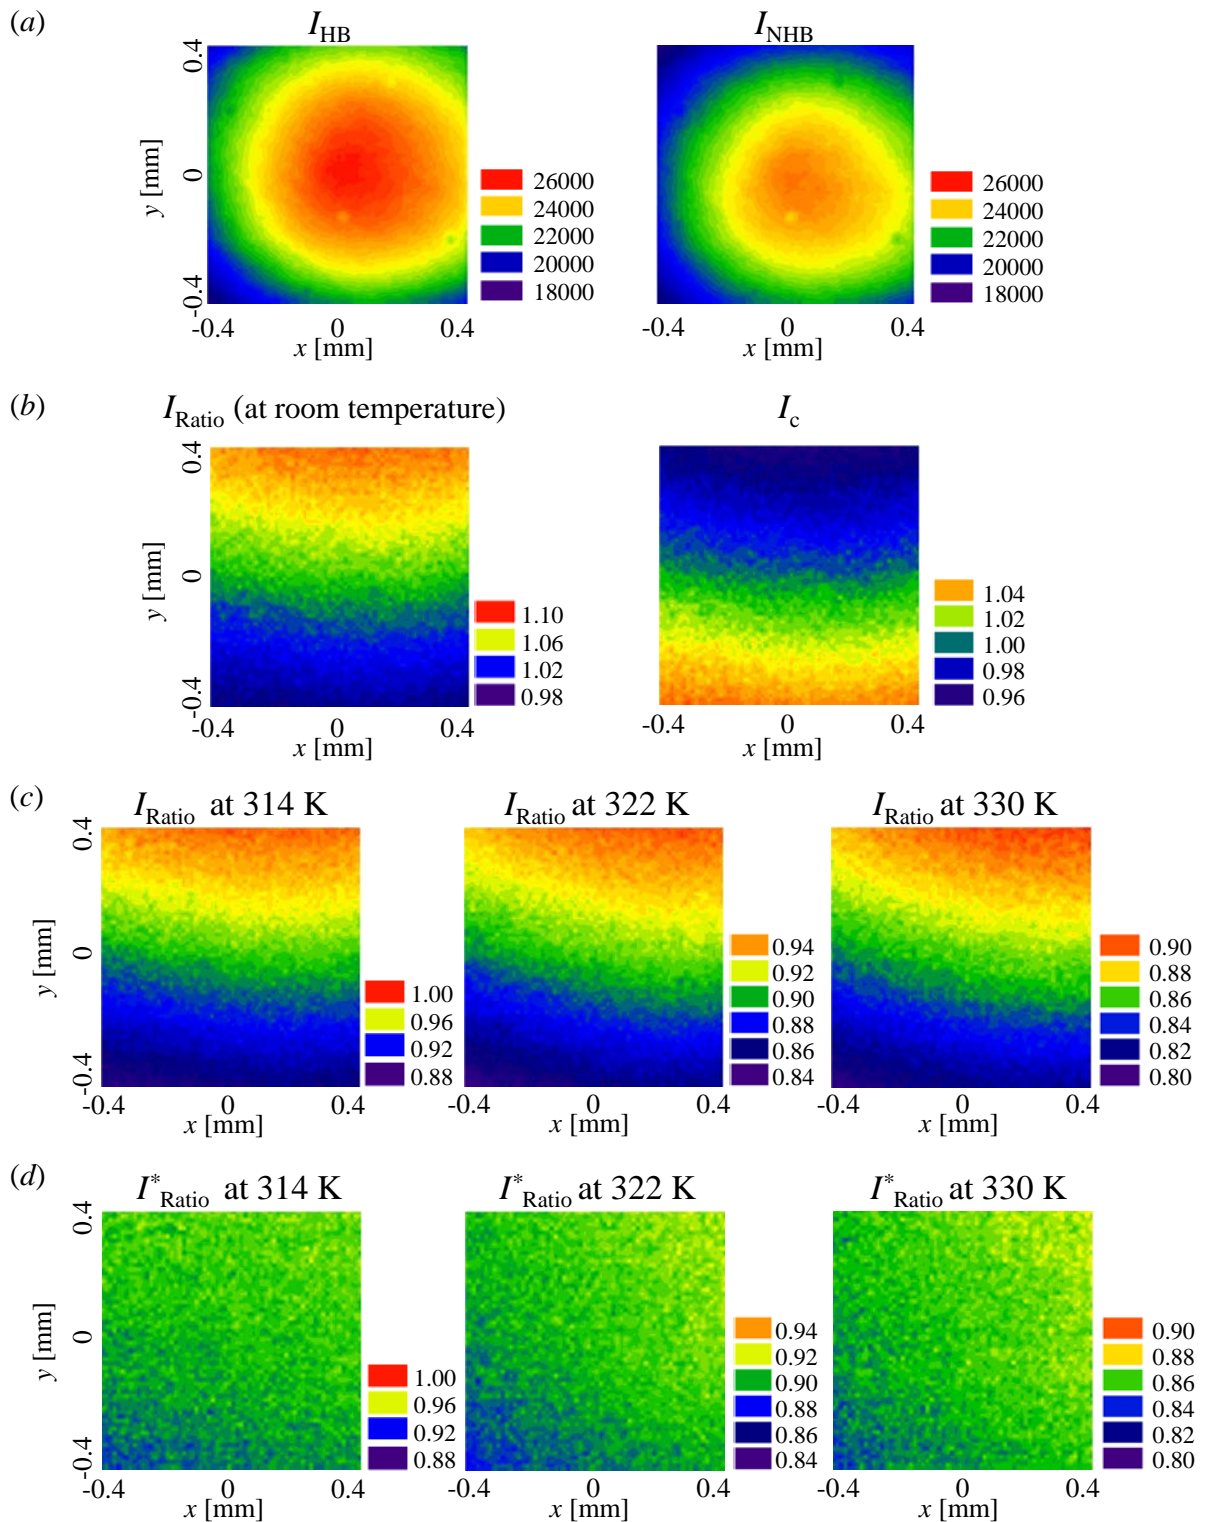 (a)
I_HB
I_NHB
0.4
0
-0.4
y [mm]
-0.4 0 0.4
x [mm]
26000
24000
22000
20000
18000
-0.4 0 0.4
x [mm]
26000
24000
22000
20000
18000
(b)
I_Ratio (at room temperature)
I_c
0.4
0
-0.4
y [mm]
-0.4 0 0.4
x [mm]
1.10
1.06
1.02
0.98
-0.4 0 0.4
x [mm]
1.04
1.02
1.00
0.98
0.96
(c)
I_Ratio at 314 K
I_Ratio at 322 K
I_Ratio at 330 K
0.4
0
-0.4
y [mm]
-0.4 0 0.4
x [mm]
1.00
0.96
0.92
0.88
-0.4 0 0.4
x [mm]
0.94
0.92
0.90
0.88
0.86
0.84
-0.4 0 0.4
x [mm]
0.90
0.88
0.86
0.84
0.82
0.80
(d)
I*_Ratio at 314 K
I*_Ratio at 322 K
I*_Ratio at 330 K
0.4
0
-0.4
y [mm]
-0.4 0 0.4
x [mm]
1.00
0.96
0.92
0.88
-0.4 0 0.4
x [mm]
0.94
0.92
0.90
0.88
0.86
0.84
-0.4 0 0.4
x [mm]
0.90
0.88
0.86
0.84
0.82
0.80